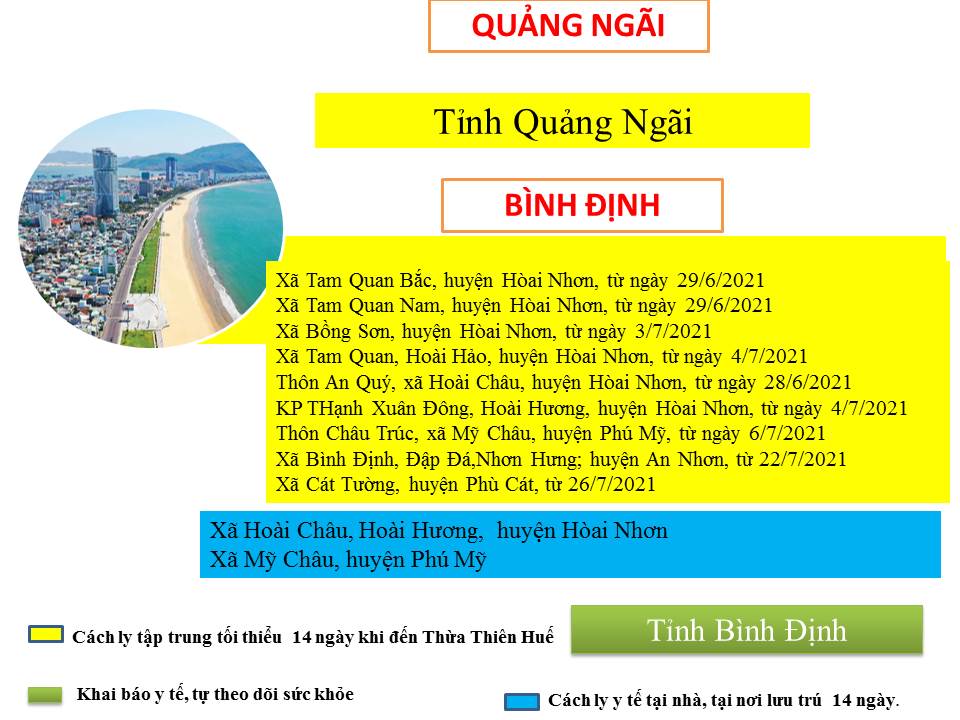 QUẢNG NGÃI
Tỉnh Quảng Ngãi
BÌNH ĐỊNH
Xã Tam Quan Bắc, huyện Hòai Nhơn, từ ngày 29/6/2021
Xã Tam Quan Nam, huyện Hòai Nhơn, từ ngày 29/6/2021
Xã Bồng Sơn, huyện Hòai Nhơn, từ ngày 3/7/2021
Xã Tam Quan, Hoài Hảo, huyện Hòai Nhơn, từ ngày 4/7/2021
Thôn An Quý, xã Hoài Châu, huyện Hòai Nhơn, từ ngày 28/6/2021
KP THạnh Xuân Đông, Hoài Hương, huyện Hòai Nhơn, từ ngày 4/7/2021
Thôn Châu Trúc, xã Mỹ Châu, huyện Phú Mỹ, từ ngày 6/7/2021
Xã Bình Định, Đập Đá,Nhơn Hưng; huyện An Nhơn, từ 22/7/2021
Xã Cát Tường, huyện Phù Cát, từ 26/7/2021
Xã Hoài Châu, Hoài Hương, huyện Hòai Nhơn
Xã Mỹ Châu, huyện Phú Mỹ
Cách ly tập trung tối thiểu 14 ngày khi đến Thừa Thiên Huế
Tỉnh Bình Định
Khai báo y tế, tự theo dõi sức khỏe
Cách ly y tế tại nhà, tại nơi lưu trú 14 ngày.